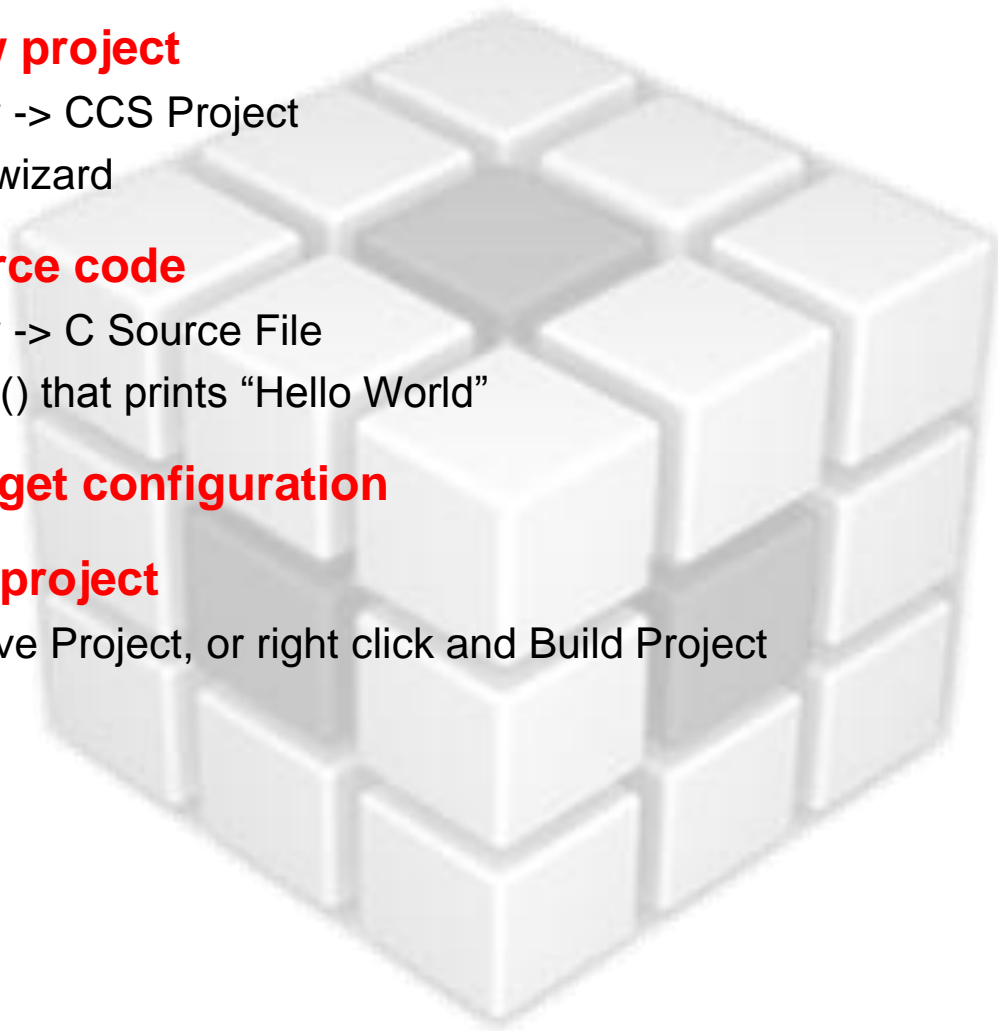 project
-> CCS Project
wizard
rce code
-> C Source File
() that prints “Hello World”
get configuration
project
ve Project, or right click and Build Project